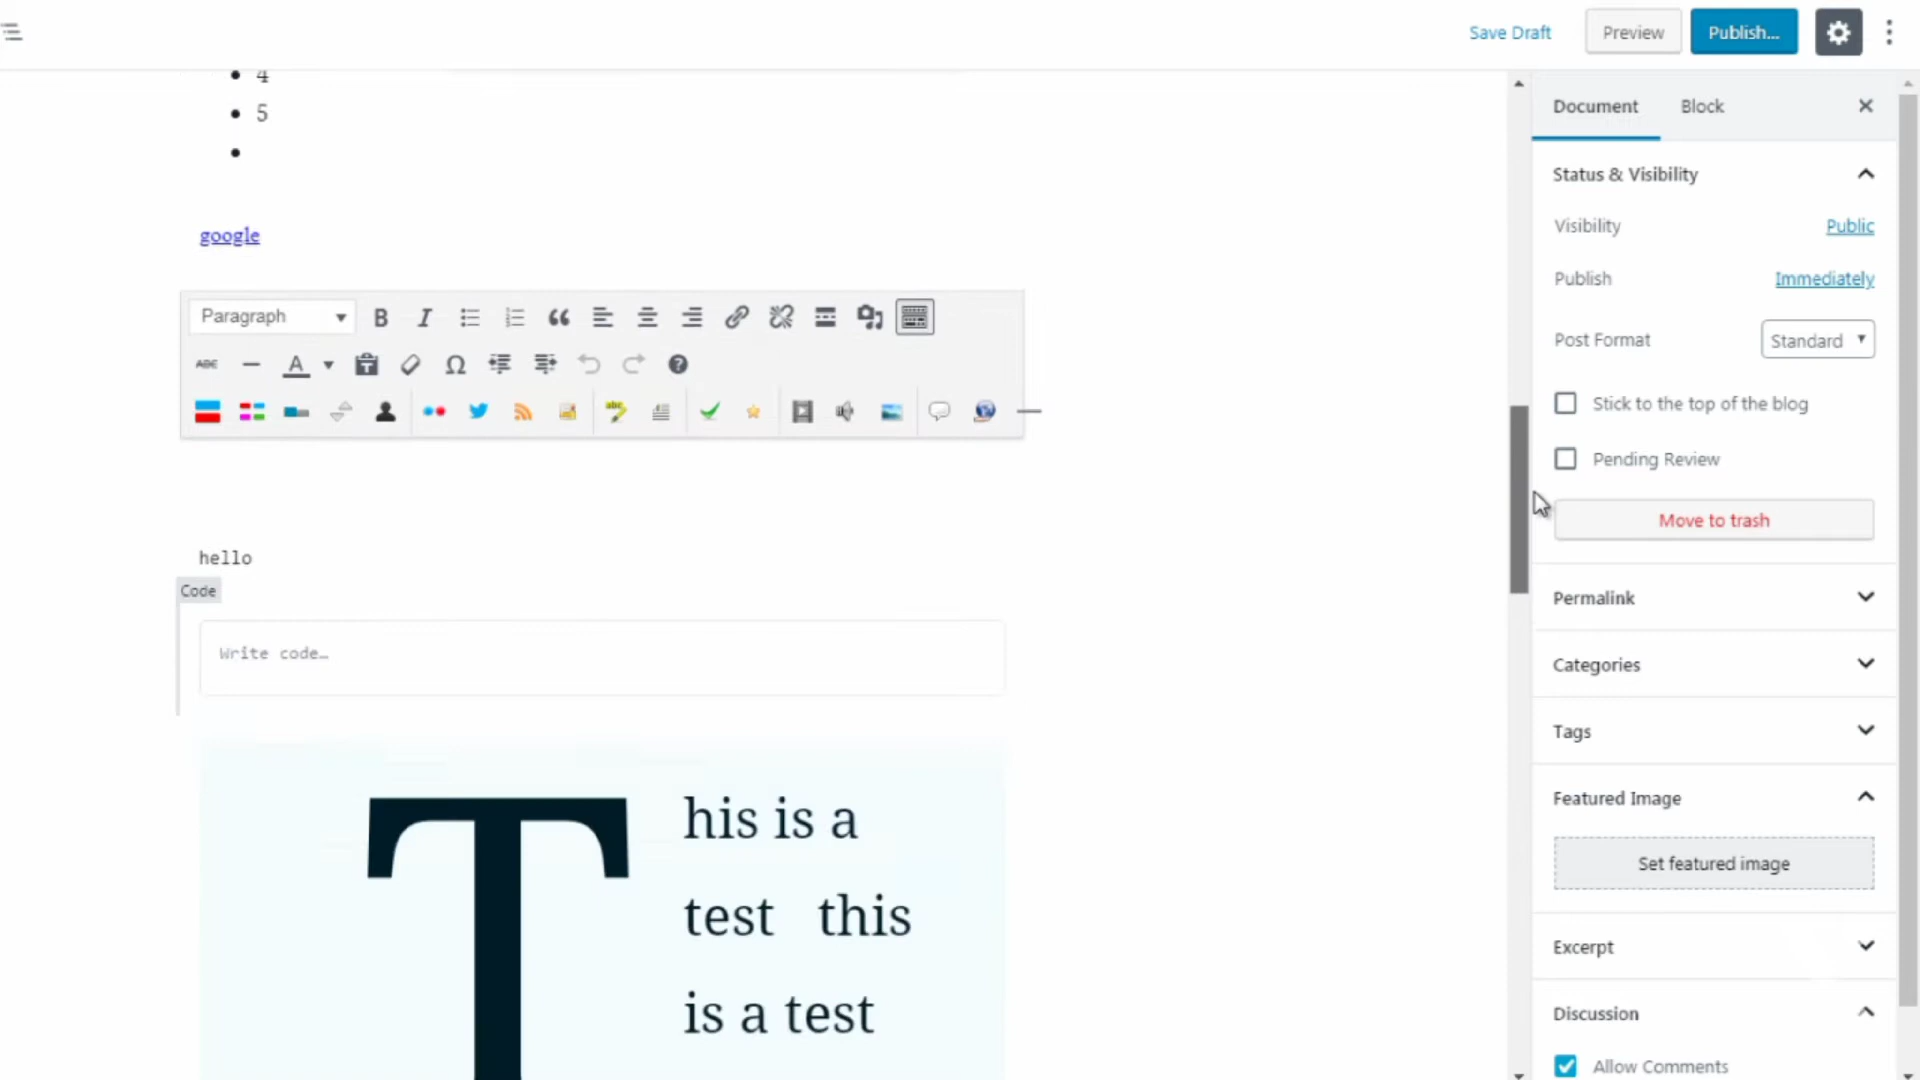 Save Draft
Preview
Publish...
4
5
google
Paragraph
B I
ABC
A
Ω
?
abc
hello
Code
Write code…
This is a
test this
is a test
Document
Block
Status & Visibility
Visibility
Public
Publish
Immediately
Post Format
Standard
Stick to the top of the blog
Pending Review
Move to trash
Permalink
Categories
Tags
Featured Image
Set featured image
Excerpt
Discussion
Allow Comments